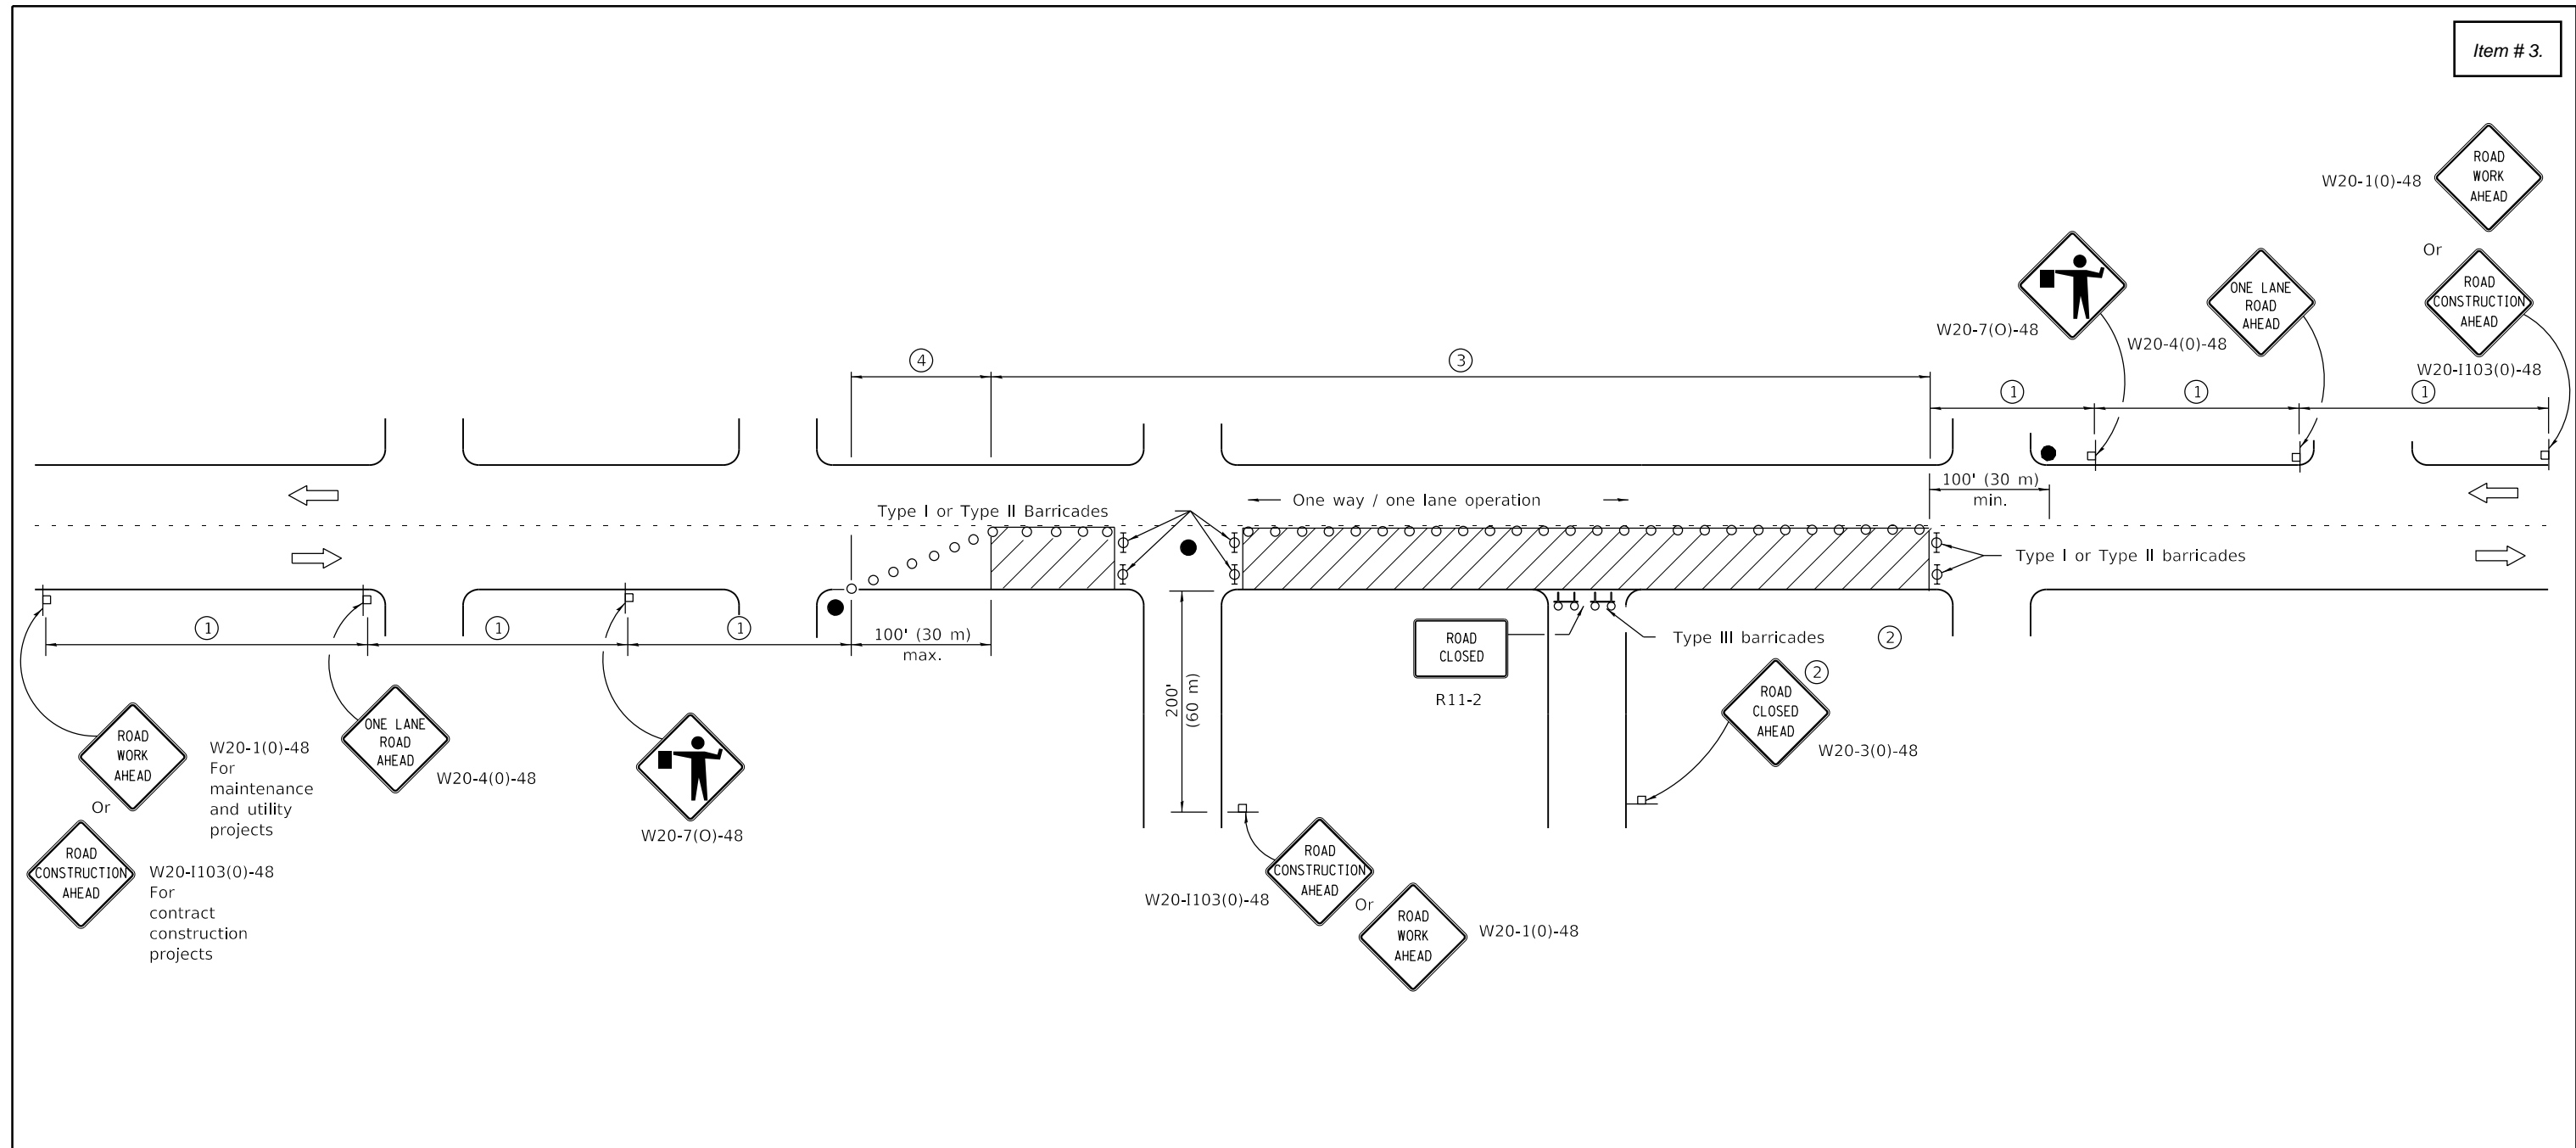 Item # 3.
ROAD
WORK
AHEAD
W20-1(0)-48
Or
ROAD
CONSTRUCTION
AHEAD
W20-I103(0)-48
ONE LANE
ROAD
AHEAD
W20-4(0)-48
W20-7(O)-48
4
3
1
1
1
100' (30 m)
min.
Type I or Type II Barricades
One way / one lane operation
Type I or Type II barricades
1
1
1
100' (30 m)
max.
200'
(60 m)
ROAD
CLOSED
R11-2
Type III barricades
2
2
ROAD
CLOSED
AHEAD
W20-3(0)-48
ROAD
WORK
AHEAD
W20-1(0)-48
For
maintenance
and utility
projects
Or
ROAD
CONSTRUCTION
AHEAD
W20-I103(0)-48
For
contract
construction
projects
ONE LANE
ROAD
AHEAD
W20-4(0)-48
W20-7(O)-48
ROAD
CONSTRUCTION
AHEAD
W20-I103(0)-48
Or
ROAD
WORK
AHEAD
W20-1(0)-48